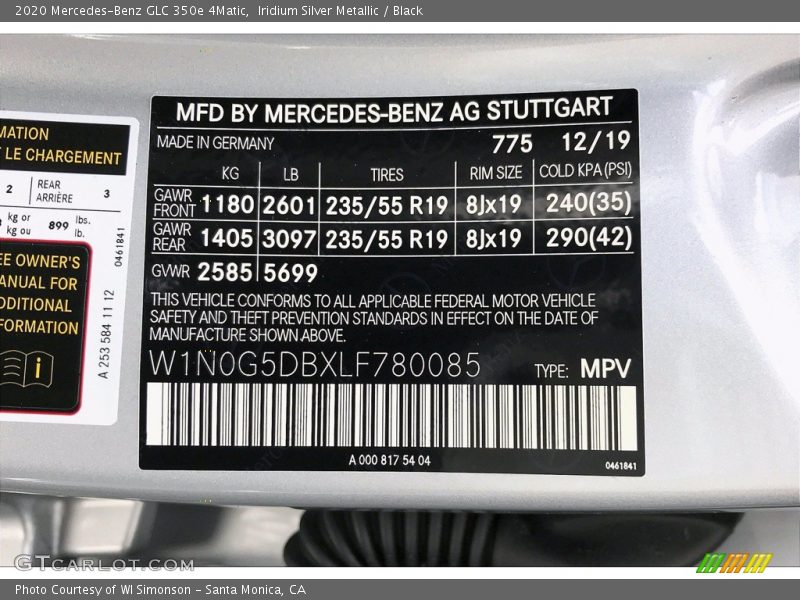 2020 Mercedes-Benz GLC 350e 4Matic,  Iridium Silver Metallic / Black
MATION
LE CHARGEMENT
2 REAR ARRIÈRE 3
kg or kg ou 899 lbs. lb.
EE OWNER'S
ANUAL FOR
DDITIONAL
FORMATION
i
0461841
A 253 584 11 12
MFD BY MERCEDES-BENZ AG STUTTGART
MADE IN GERMANY 775 12/19
KG LB TIRES RIM SIZE COLD KPA (PSI)
GAWR FRONT 1180 2601 235/55 R19 8Jx19 240(35)
GAWR REAR 1405 3097 235/55 R19 8Jx19 290(42)
GVWR 2585 5699
THIS VEHICLE CONFORMS TO ALL APPLICABLE FEDERAL MOTOR VEHICLE
SAFETY AND THEFT PREVENTION STANDARDS IN EFFECT ON THE DATE OF
MANUFACTURE SHOWN ABOVE.
W1N0G5DBXLF780085 TYPE: MPV
A 000 817 54 04
0461841
GTCARLOT.COM
Photo Courtesy of WI Simonson - Santa Monica, CA